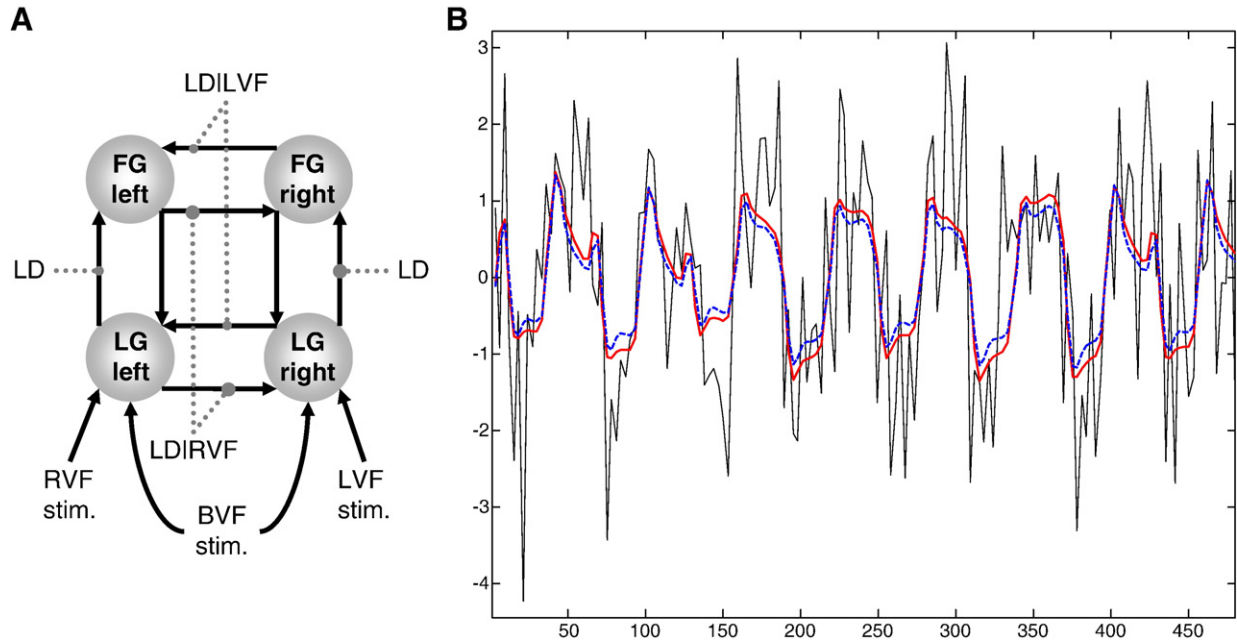 A
B
LD|LVF
FG
left
FG
right
LD
LD
LG
left
LG
right
LD|RVF
RVF
stim.
BVF
stim.
LVF
stim.
3
2
1
0
-1
-2
-3
-4
50
100
150
200
250
300
350
400
450